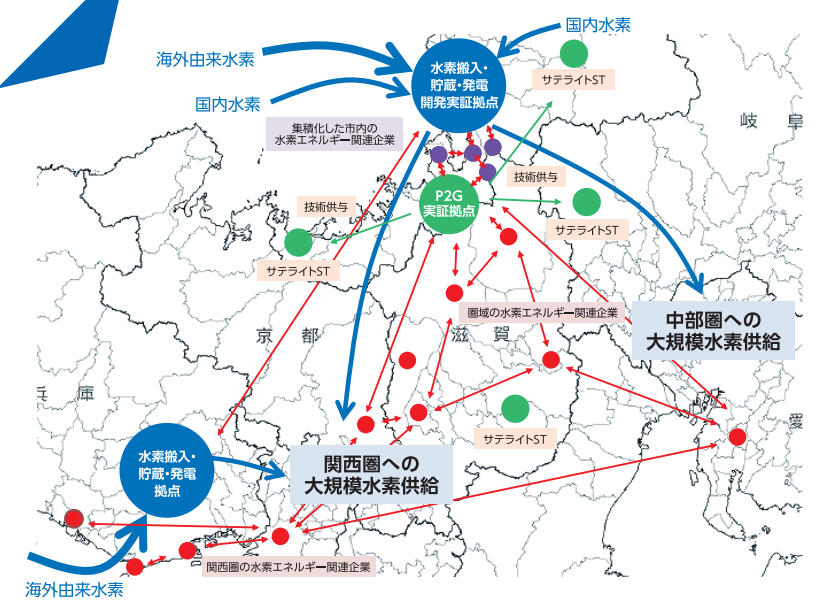 国内水素
海外由来水素
水素搬入・
貯蔵・発電
開発実証拠点
サテライトST
国内水素
岐 阜
集積化した市内の
水素エネルギー関連企業
技術供与
P2G
実証拠点
技術供与
サテライトST
サテライトST
圏域の水素エネルギー関連企業
中部圏への
大規模水素供給
京 都
滋 賀
兵 庫
愛
サテライトST
水素搬入・
貯蔵・発電
拠点
関西圏への
大規模水素供給
関西圏の水素エネルギー関連企業
海外由来水素